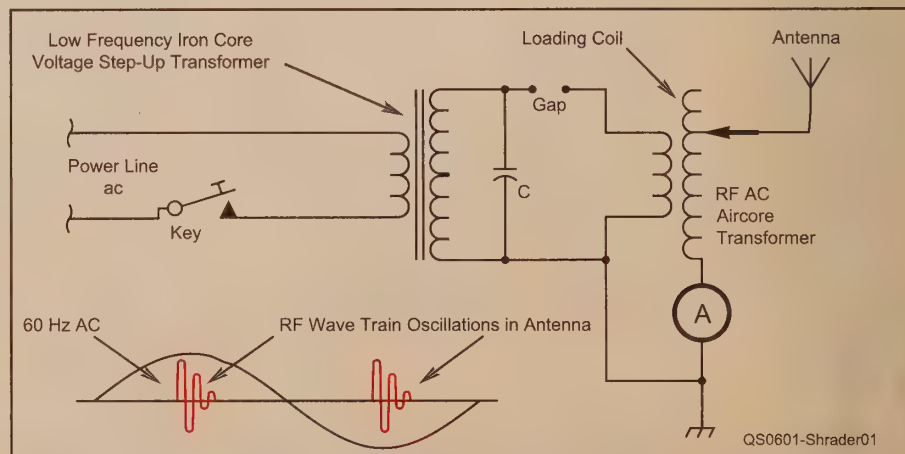 Low Frequency Iron Core
Voltage Step-Up Transformer
Loading Coil
Antenna
Gap
Power Line
ac
Key
C
RF AC
Aircore
Transformer
A
60 Hz AC
RF Wave Train Oscillations in Antenna
QS0601-Shrader01